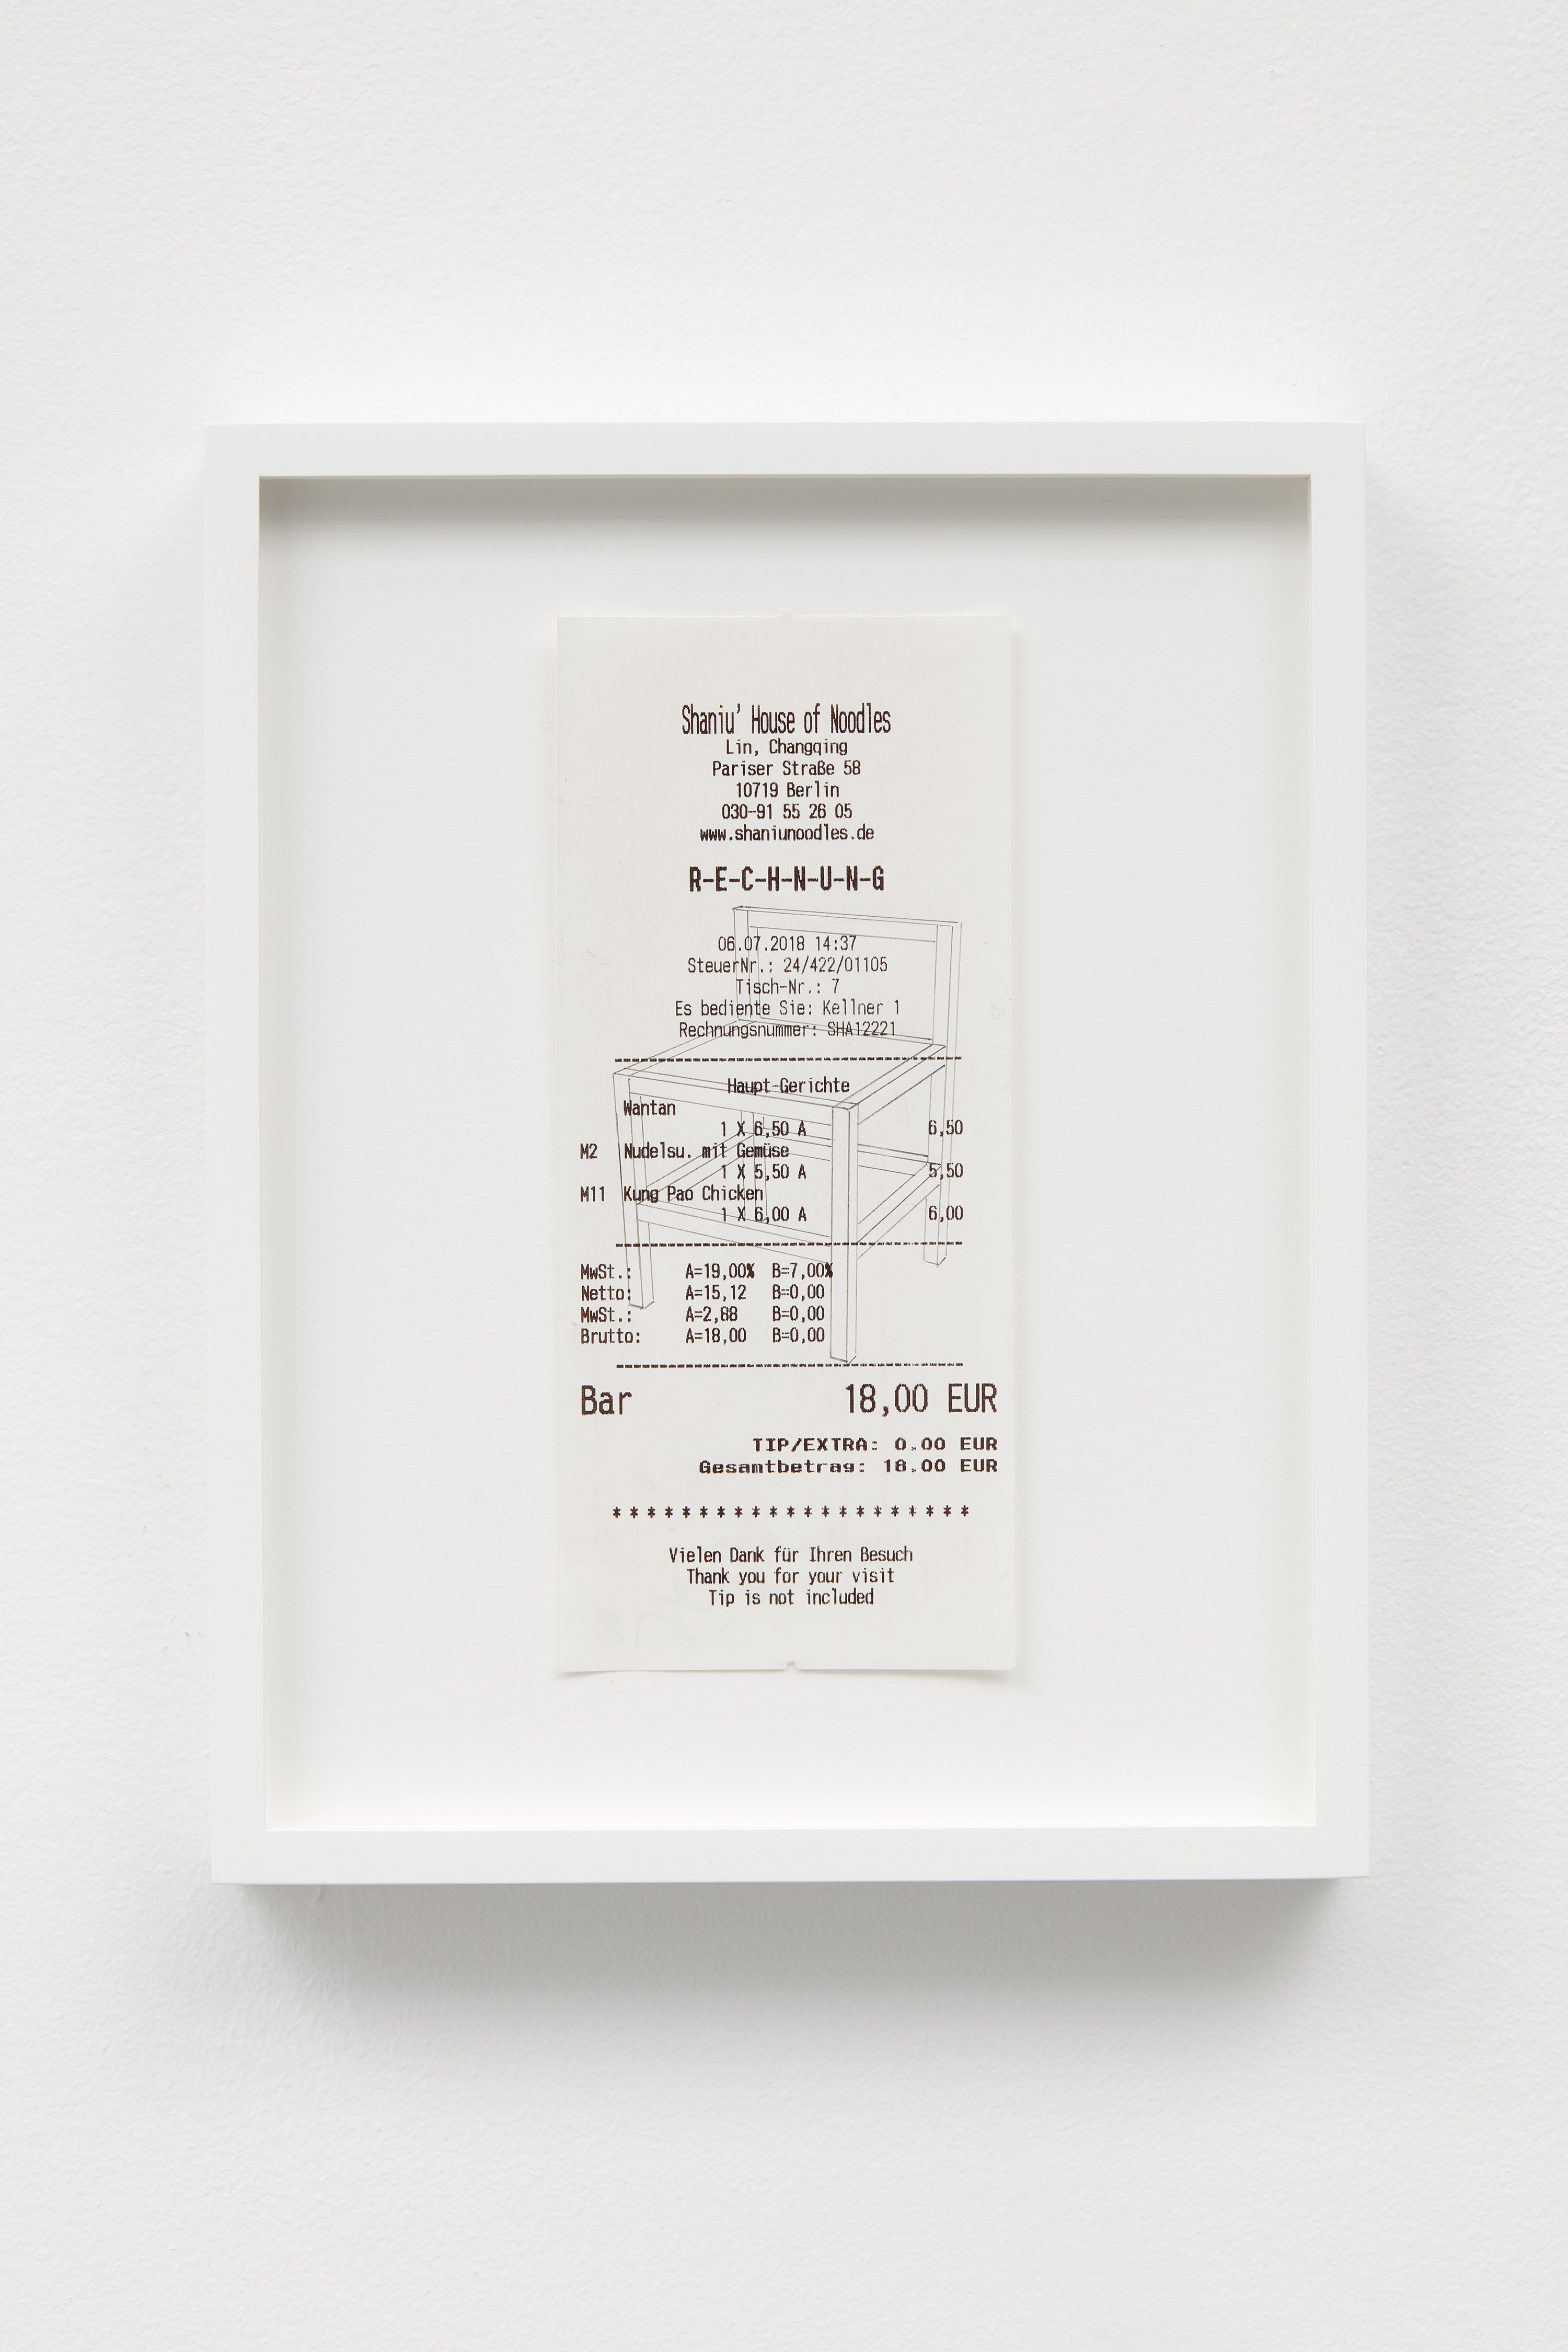 Shaniu' House of Noodles
Lin, Changqing
Pariser Straße 58
10719 Berlin
030-91 55 26 05
www.shaniunoodles.de
R-E-C-H-N-U-N-G
06.07.2018 14:37
SteuerNr.: 24/422/01105
Tisch-Nr.: 7
Es bediente Sie: Kellner 1
Rechnungsnummer: SHA12221
Haupt-Gerichte
Wantan
1 X 6,50 A 6,50
M2 Nudelsu. mit Gemüse
1 X 5,50 A 5,50
M11 Kung Pao Chicken
1 X 6,00 A 6,00
MwSt.: A=19,00% B=7,00%
Netto: A=15,12 B=0,00
MwSt.: A=2,88 B=0,00
Brutto: A=18,00 B=0,00
Bar 18,00 EUR
TIP/EXTRA: 0.00 EUR
Gesamtbetrag: 18.00 EUR
* * * * * * * * * * * * * * * * * * * * *
Vielen Dank für Ihren Besuch
Thank you for your visit
Tip is not included